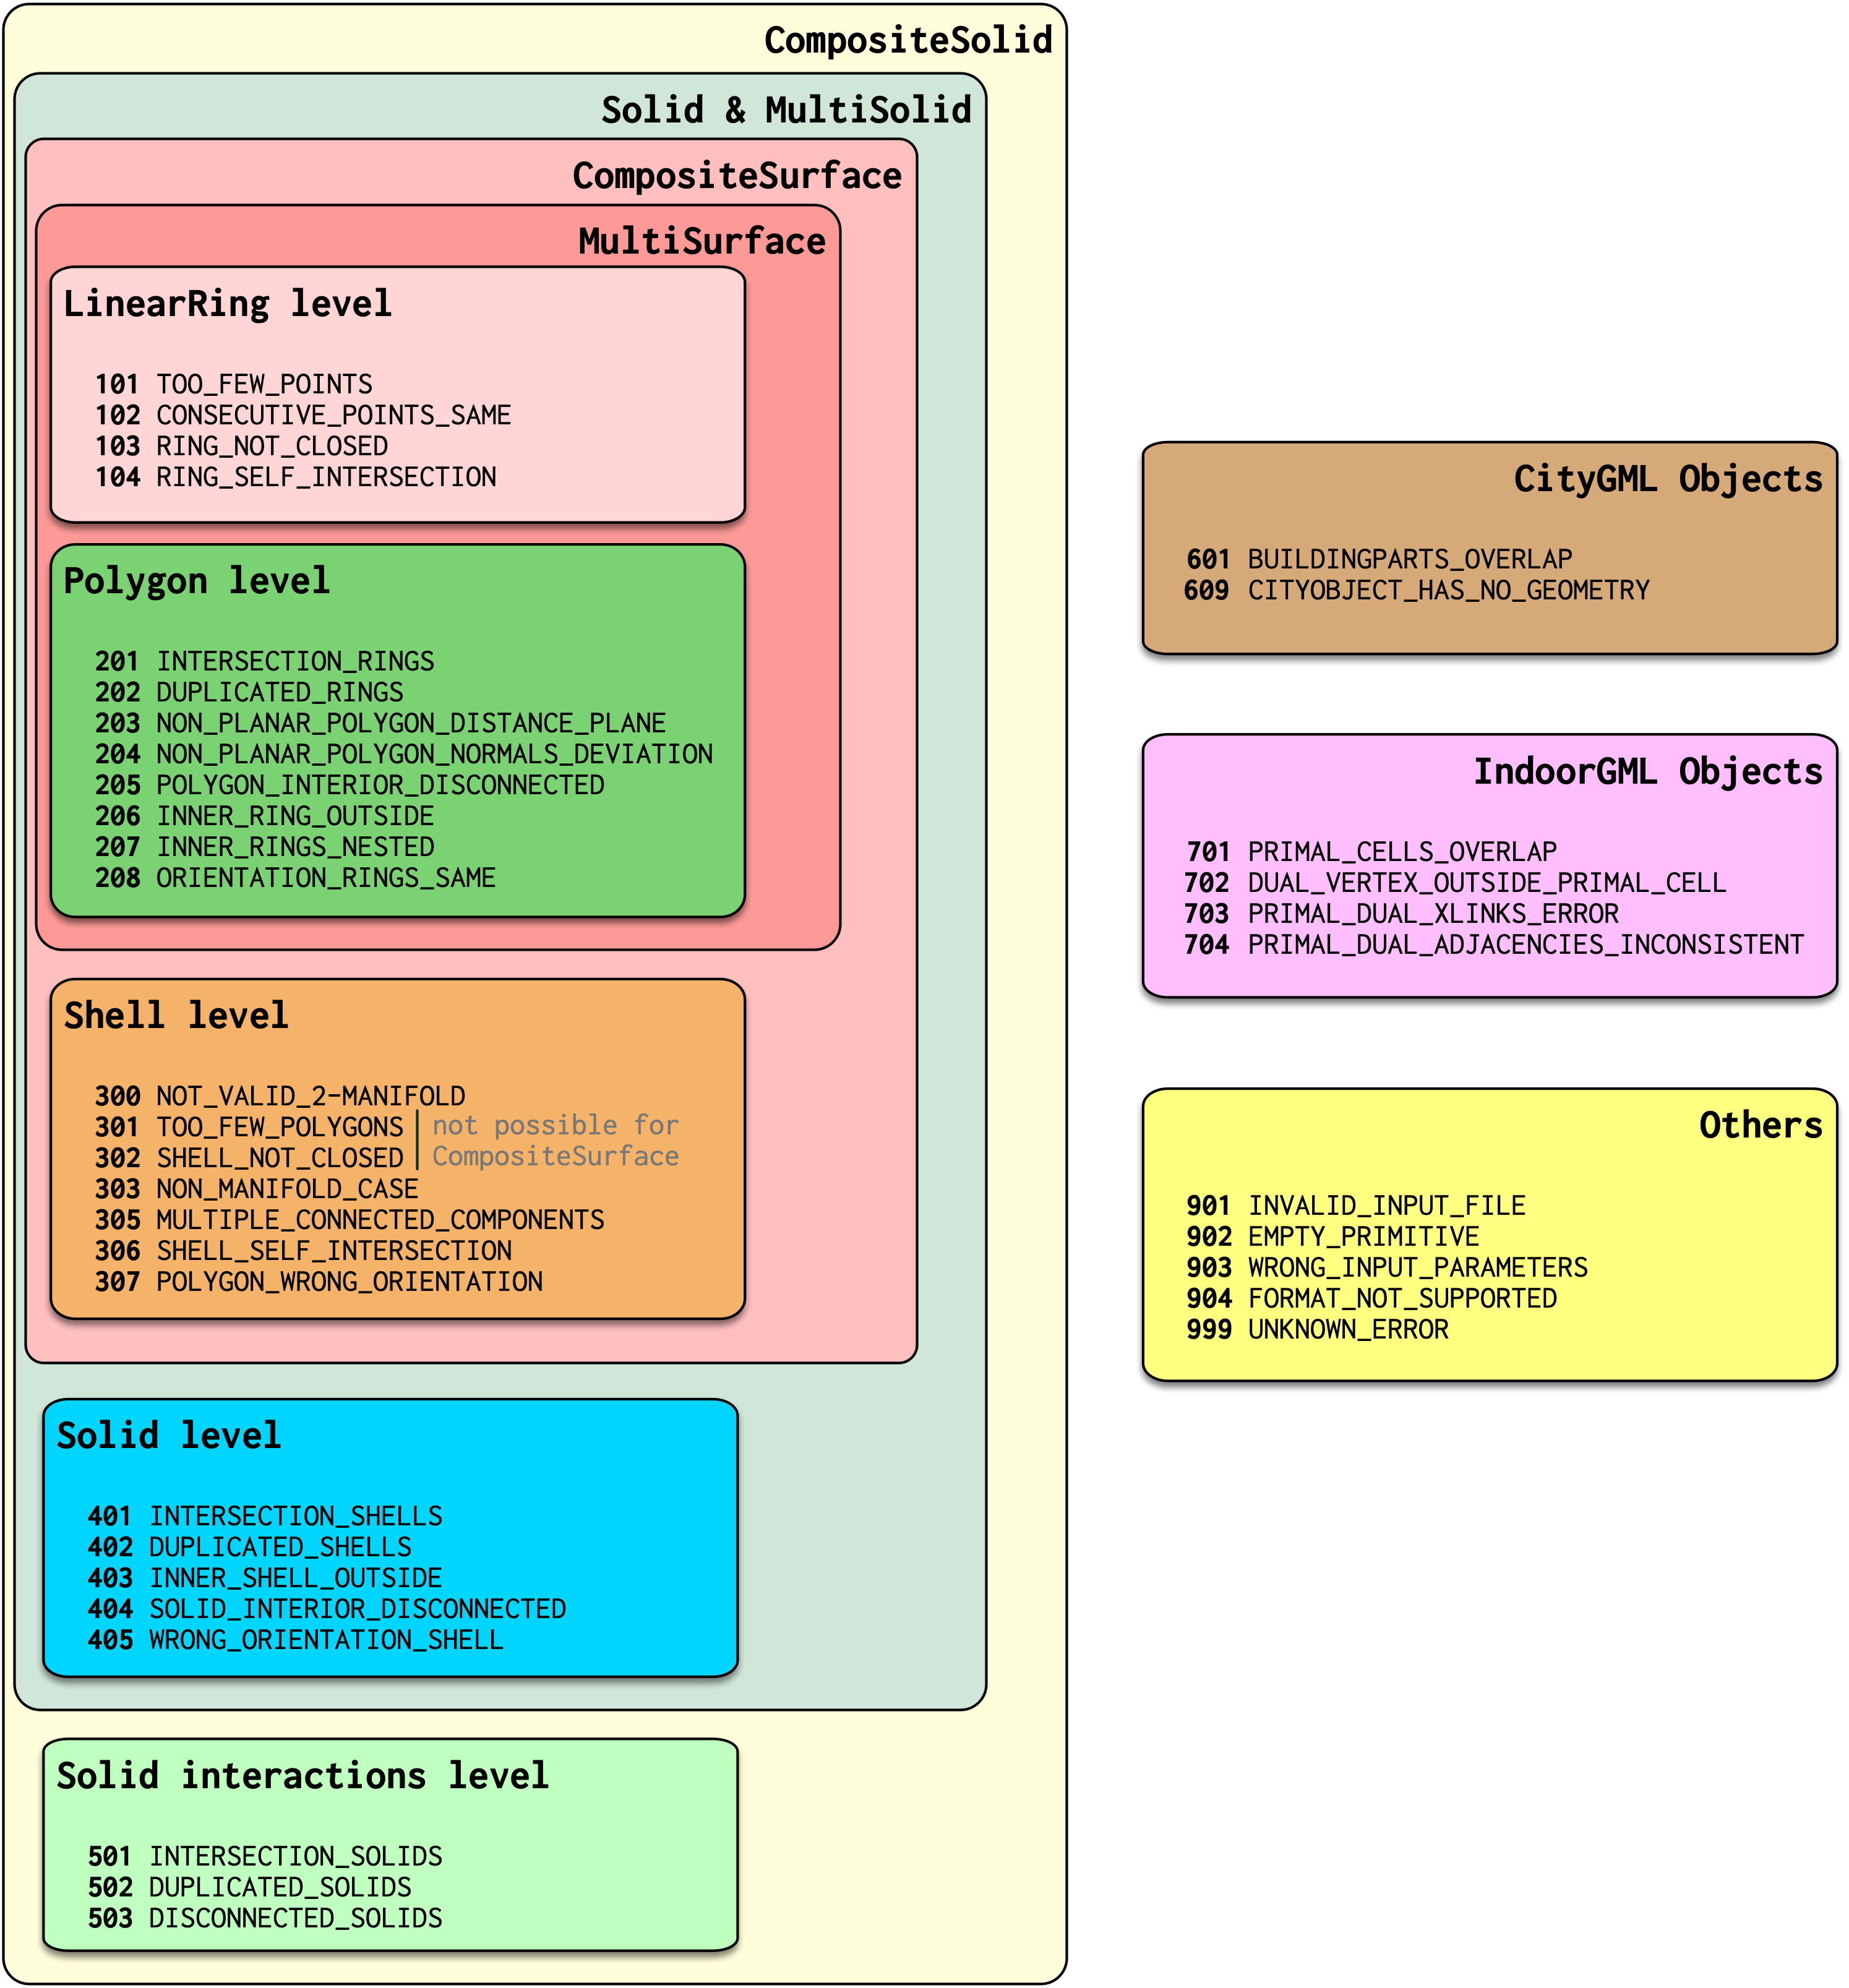 CompositeSolid
Solid & MultiSolid
CompositeSurface
MultiSurface
LinearRing level
101 TOO_FEW_POINTS
102 CONSECUTIVE_POINTS_SAME
103 RING_NOT_CLOSED
104 RING_SELF_INTERSECTION
Polygon level
201 INTERSECTION_RINGS
202 DUPLICATED_RINGS
203 NON_PLANAR_POLYGON_DISTANCE_PLANE
204 NON_PLANAR_POLYGON_NORMALS_DEVIATION
205 POLYGON_INTERIOR_DISCONNECTED
206 INNER_RING_OUTSIDE
207 INNER_RINGS_NESTED
208 ORIENTATION_RINGS_SAME
Shell level
300 NOT_VALID_2-MANIFOLD
301 TOO_FEW_POLYGONS
302 SHELL_NOT_CLOSED
not possible for
CompositeSurface
303 NON_MANIFOLD_CASE
305 MULTIPLE_CONNECTED_COMPONENTS
306 SHELL_SELF_INTERSECTION
307 POLYGON_WRONG_ORIENTATION
Solid level
401 INTERSECTION_SHELLS
402 DUPLICATED_SHELLS
403 INNER_SHELL_OUTSIDE
404 SOLID_INTERIOR_DISCONNECTED
405 WRONG_ORIENTATION_SHELL
Solid interactions level
501 INTERSECTION_SOLIDS
502 DUPLICATED_SOLIDS
503 DISCONNECTED_SOLIDS
CityGML Objects
601 BUILDINGPARTS_OVERLAP
609 CITYOBJECT_HAS_NO_GEOMETRY
IndoorGML Objects
701 PRIMAL_CELLS_OVERLAP
702 DUAL_VERTEX_OUTSIDE_PRIMAL_CELL
703 PRIMAL_DUAL_XLINKS_ERROR
704 PRIMAL_DUAL_ADJACENCIES_INCONSISTENT
Others
901 INVALID_INPUT_FILE
902 EMPTY_PRIMITIVE
903 WRONG_INPUT_PARAMETERS
904 FORMAT_NOT_SUPPORTED
999 UNKNOWN_ERROR